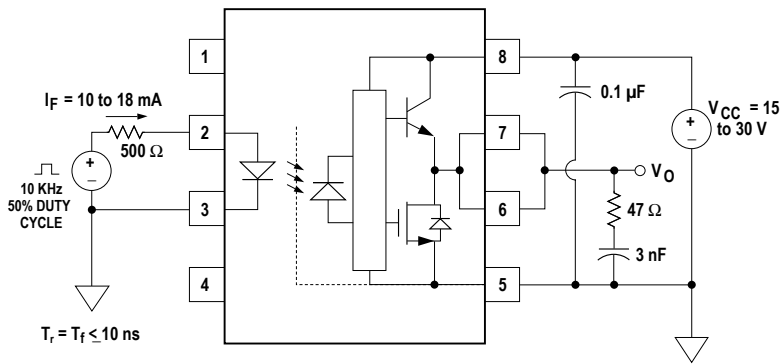 1
8
I_F = 10 to 18 mA
0.1 µF
V_CC = 15
to 30 V
+
–
2
7
500 Ω
+
–
10 KHz
50% DUTY
CYCLE
V_O
3
6
47 Ω
3 nF
4
5
T_r = T_f ≤ 10 ns